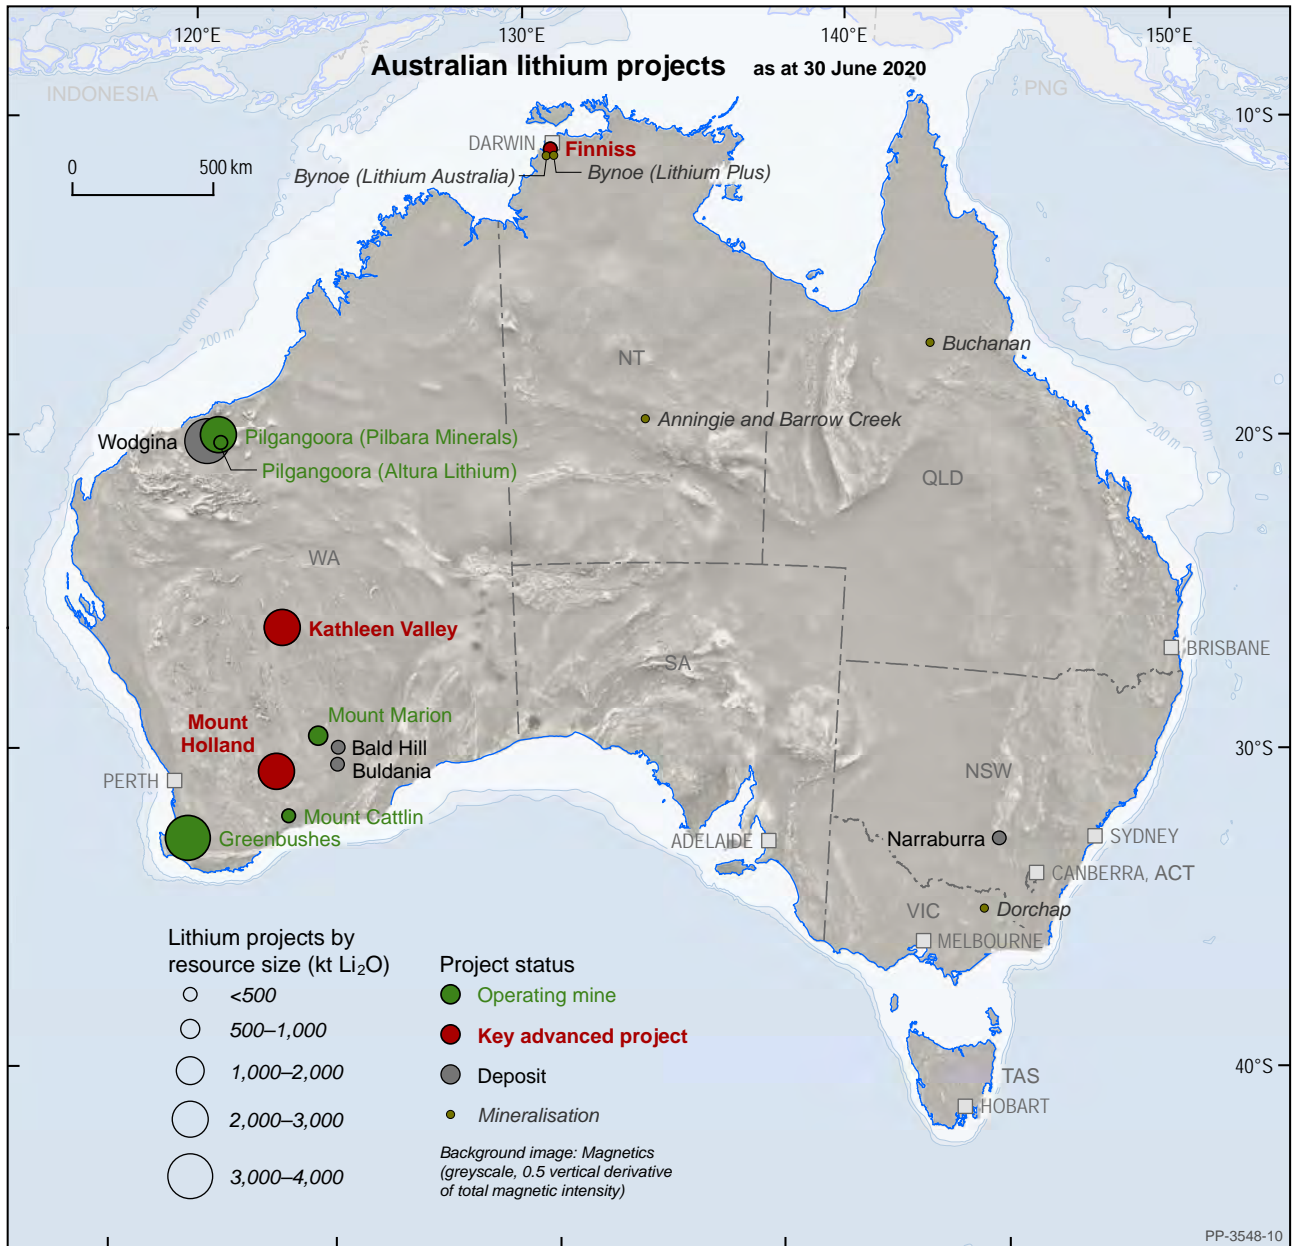 120°E
130°E
140°E
150°E
Australian lithium projects as at 30 June 2020
INDONESIA
PNG
10°S
DARWIN
Finniss
0
500 km
Bynoe (Lithium Australia)
Bynoe (Lithium Plus)
1000 m
200 m
Buchanan
NT
Anningie and Barrow Creek
1000 m
200 m
Wodgina
Pilgangoora (Pilbara Minerals)
20°S
Pilgangoora (Altura Lithium)
QLD
WA
Kathleen Valley
BRISBANE
SA
Mount Marion
Mount
Holland
Bald Hill
30°S
Buldania
NSW
PERTH
Mount Cattlin
Greenbushes
ADELAIDE
Narraburra
SYDNEY
CANBERRA, ACT
VIC
Dorchap
MELBOURNE
Lithium projects by
resource size (kt Li₂O)
<500
500–1,000
1,000–2,000
2,000–3,000
3,000–4,000
Project status
Operating mine
Key advanced project
Deposit
Mineralisation
Background image: Magnetics
(greyscale, 0.5 vertical derivative
of total magnetic intensity)
40°S
TAS
HOBART
PP-3548-10